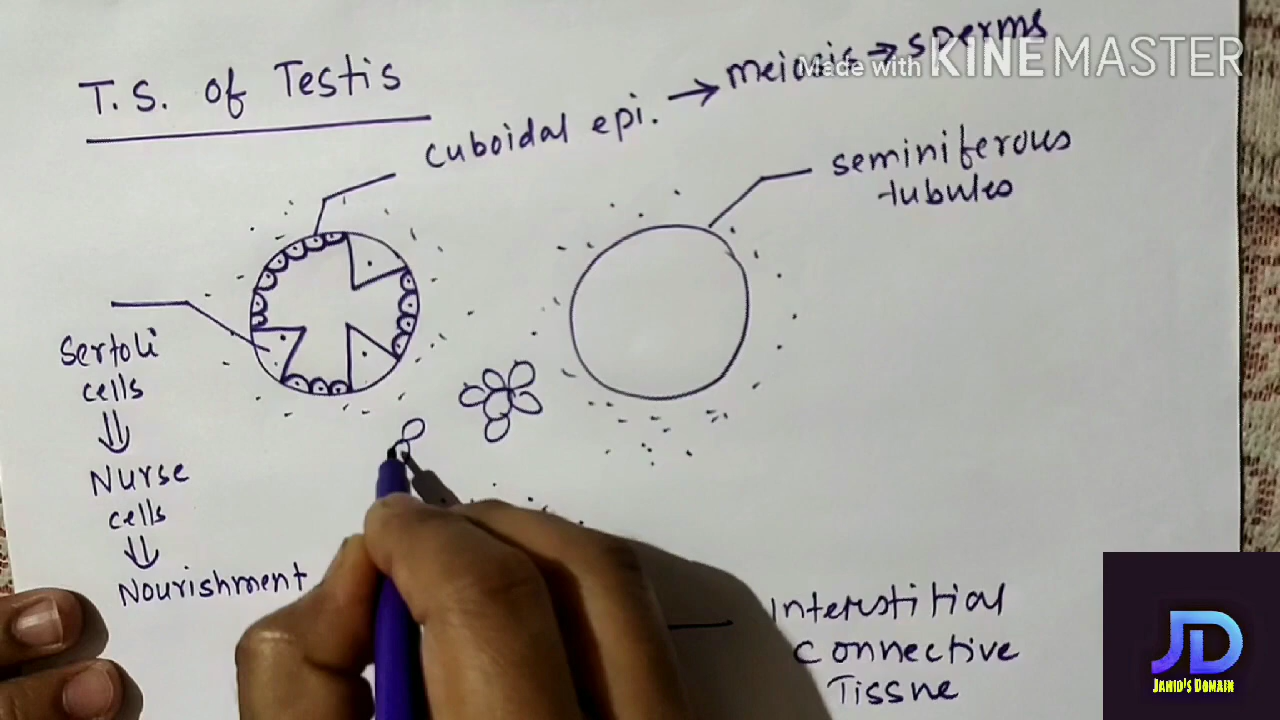 T.S. of Testis
cuboidal epi. → meiosis → sperms
Made with KINEMASTER
seminiferous
tubules
Sertoli
cells
⇓
Nurse
cells
⇓
Nourishment
Interstitial
Connective
Tissue
JD
JAHID'S DOMAIN